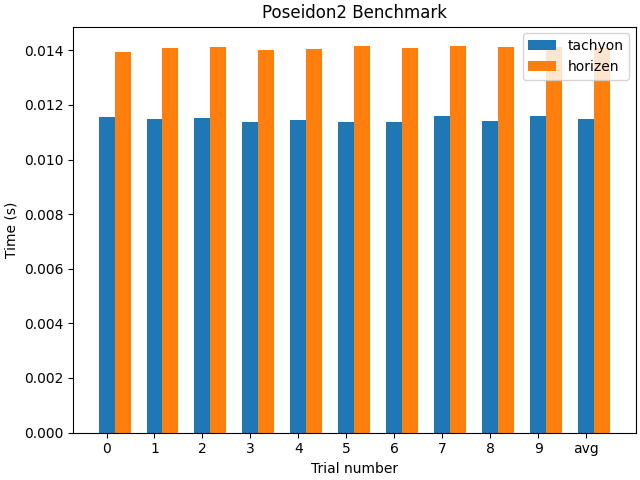 Poseidon2 Benchmark
tachyon
horizen
0.014
0.012
0.010
0.008
0.006
0.004
0.002
0.000
Time (s)
0 1 2 3 4 5 6 7 8 9 avg
Trial number